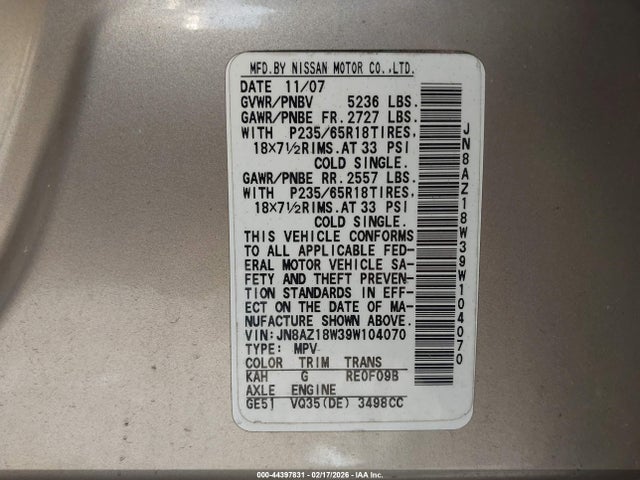 MFD.BY NISSAN MOTOR CO.,LTD.
DATE 11/07
GVWR/PNBV 5236 LBS.
GAWR/PNBE FR. 2727 LBS.
WITH P235/65R18TIRES,
18X7½RIMS.AT 33 PSI
COLD SINGLE.
GAWR/PNBE RR. 2557 LBS.
WITH P235/65R18TIRES,
18X7½RIMS.AT 33 PSI
COLD SINGLE.
THIS VEHICLE CONFORMS
TO ALL APPLICABLE FED-
ERAL MOTOR VEHICLE SA-
FETY AND THEFT PREVEN-
TION STANDARDS IN EFF-
ECT ON THE DATE OF MA-
NUFACTURE SHOWN ABOVE.
VIN:JN8AZ18W39W104070
TYPE: MPV
COLOR TRIM TRANS
KAH G RE0F09B
AXLE ENGINE
GE51 VQ35(DE) 3498CC
JN8AZ18W39W104070
000-44397831 - 02/17/2026 - IAA Inc.